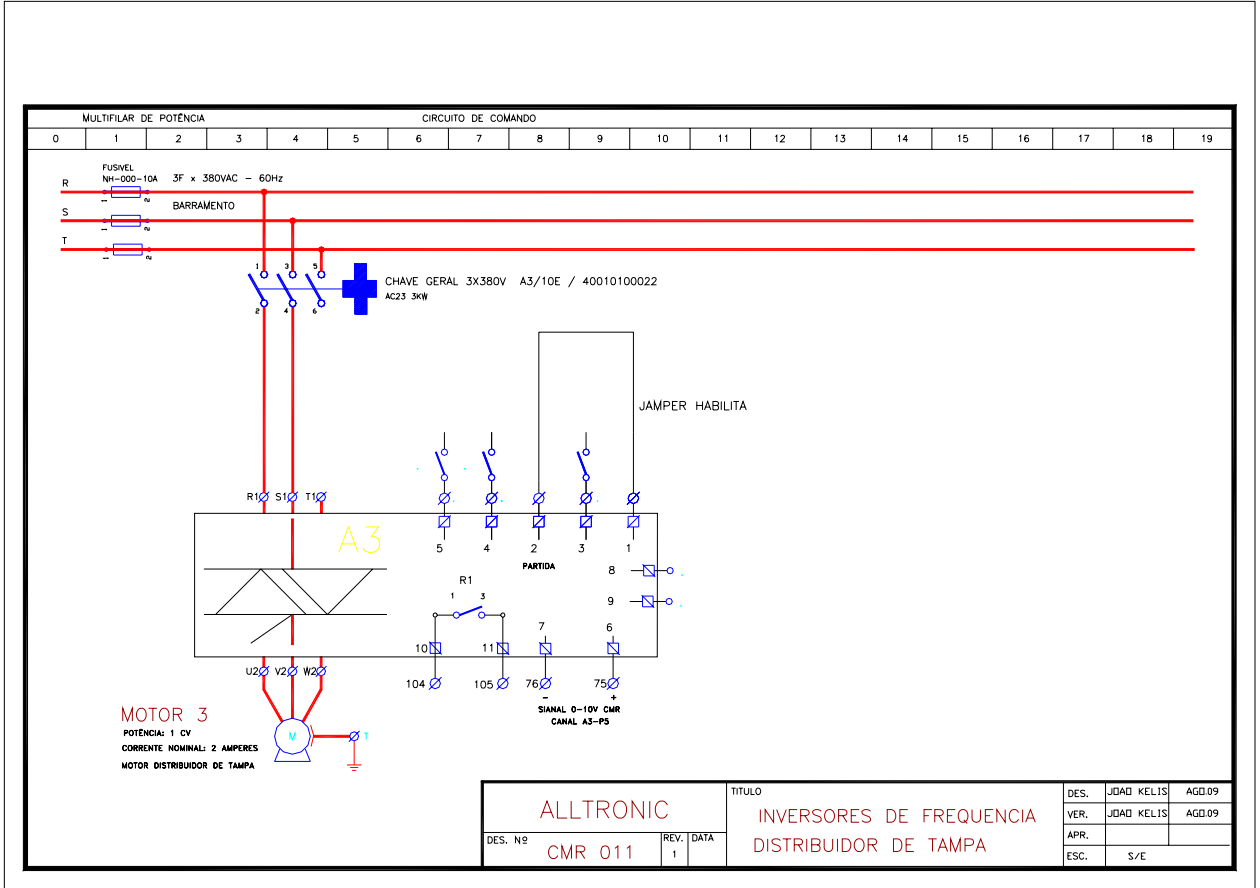 MULTIFILAR DE POTÊNCIA
CIRCUITO DE COMANDO
0 1 2 3 4 5 6 7 8 9 10 11 12 13 14 15 16 17 18 19
FUSIVEL
NH-000-10A
3F x 380VAC - 60Hz
R
1 2
BARRAMENTO
S
1 2
T
1 2
1 3 5
CHAVE GERAL 3X380V A3/10E / 40010100022
AC23 3KW
2 4 6
JAMPER HABILITA
R1 S1 T1
A3
5 4 2 3 1
PARTIDA
8
R1
1 3
9
7 6
10 11
U2 V2 W2
104 105 76 75
- +
SIANAL 0-10V CMR
CANAL A3-P5
MOTOR 3
POTÊNCIA: 1 CV
CORRENTE NOMINAL: 2 AMPERES
MOTOR DISTRIBUIDOR DE TAMPA
M
T
ALLTRONIC
DES. Nº
CMR 011
REV.
1
DATA
TITULO
INVERSORES DE FREQUENCIA
DISTRIBUIDOR DE TAMPA
DES. JOAO KELIS AGO.09
VER. JOAO KELIS AGO.09
APR.
ESC. S/E